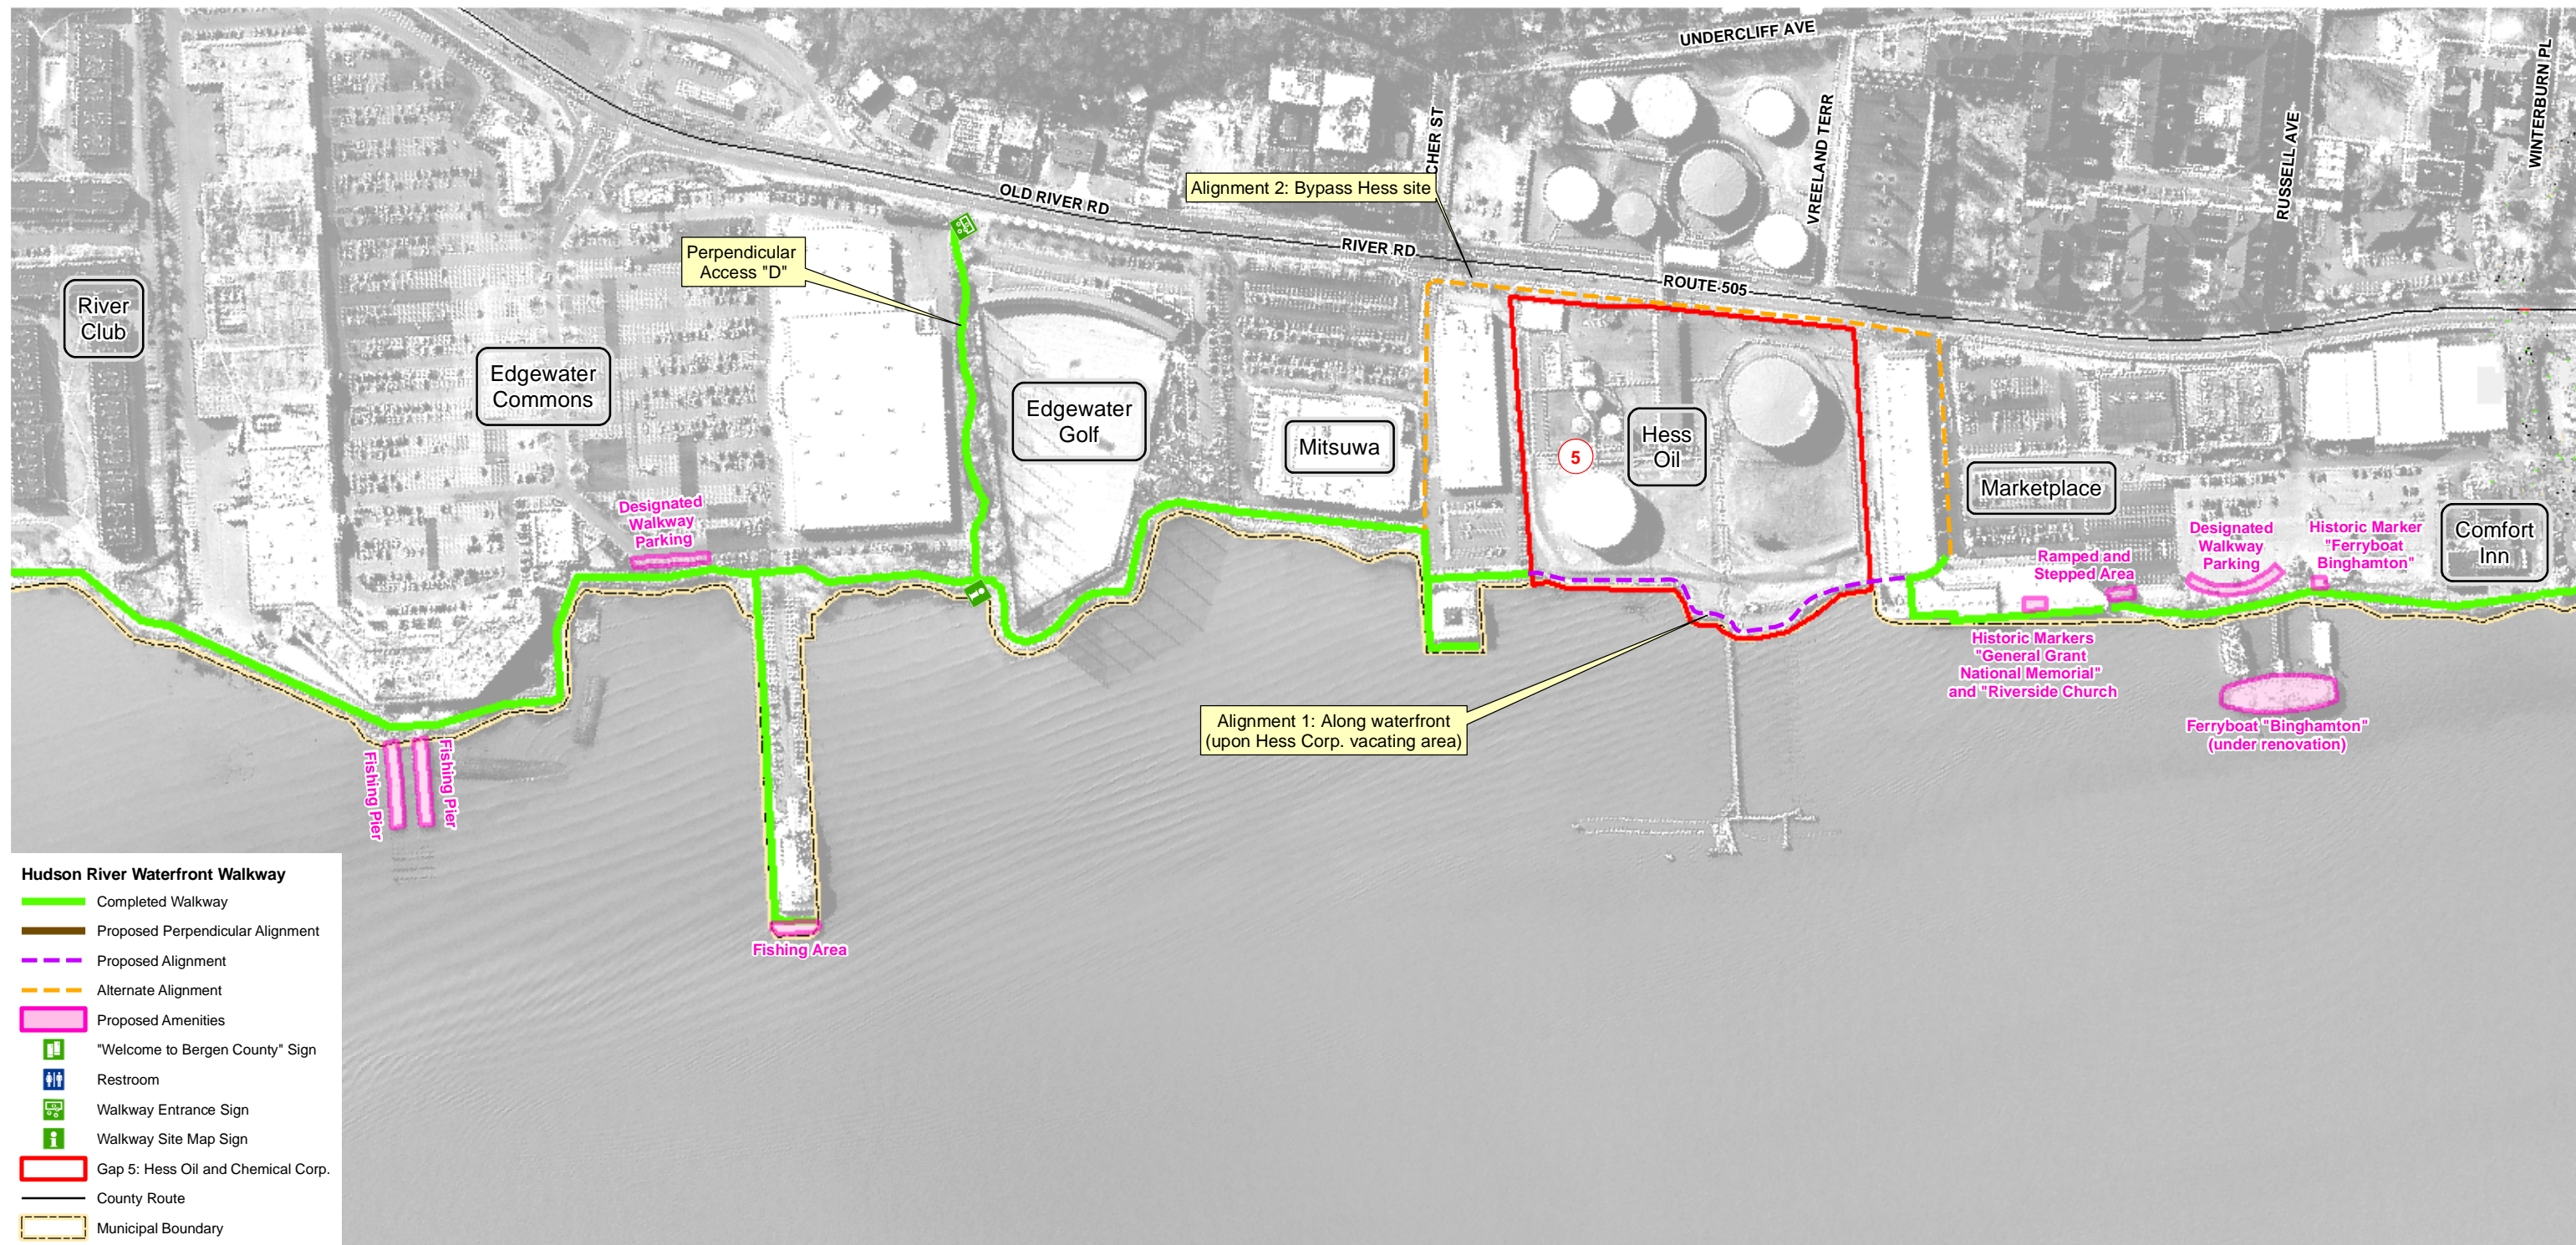 UNDERCLIFF AVE
WINTERBURN PL
CHER ST
VREELAND TERR
RUSSELL AVE
Alignment 2: Bypass Hess site
OLD RIVER RD
RIVER RD
ROUTE 505
Perpendicular
Access "D"
River
Club
Edgewater
Commons
Edgewater
Golf
Mitsuwa
5
Hess
Oil
Marketplace
Comfort
Inn
Designated
Walkway
Parking
Ramped and
Stepped Area
Designated
Walkway
Parking
Historic Marker
"Ferryboat
Binghamton"
Historic Markers
"General Grant
National Memorial"
and "Riverside Church
Ferryboat "Binghamton"
(under renovation)
Alignment 1: Along waterfront
(upon Hess Corp. vacating area)
Fishing Pier
Fishing Pier
Fishing Area
Hudson River Waterfront Walkway
Completed Walkway
Proposed Perpendicular Alignment
Proposed Alignment
Alternate Alignment
Proposed Amenities
"Welcome to Bergen County" Sign
Restroom
Walkway Entrance Sign
Walkway Site Map Sign
Gap 5: Hess Oil and Chemical Corp.
County Route
Municipal Boundary